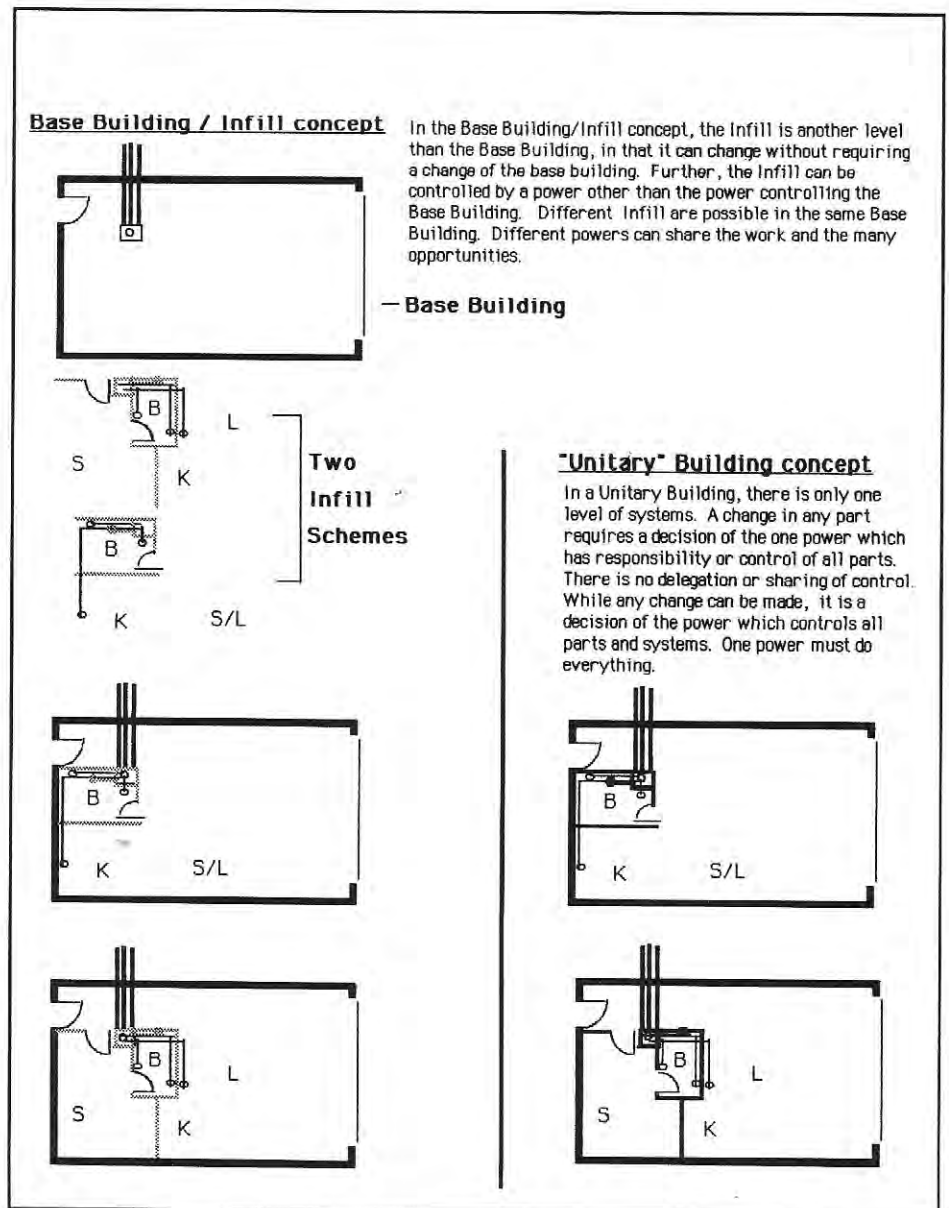 Base Building / Infill concept
In the Base Building/Infill concept, the Infill is another level
than the Base Building, in that it can change without requiring
a change of the base building. Further, the Infill can be
controlled by a power other than the power controlling the
Base Building. Different Infill are possible in the same Base
Building. Different powers can share the work and the many
opportunities.
Base Building
B
L
S
K
Two
Infill
Schemes
B
K
S/L
"Unitary" Building concept
In a Unitary Building, there is only one
level of systems. A change in any part
requires a decision of the one power which
has responsibility or control of all parts.
There is no delegation or sharing of control.
While any change can be made, it is a
decision of the power which controls all
parts and systems. One power must do
everything.
B
K
S/L
B
K
S/L
B
L
S
K
B
L
S
K